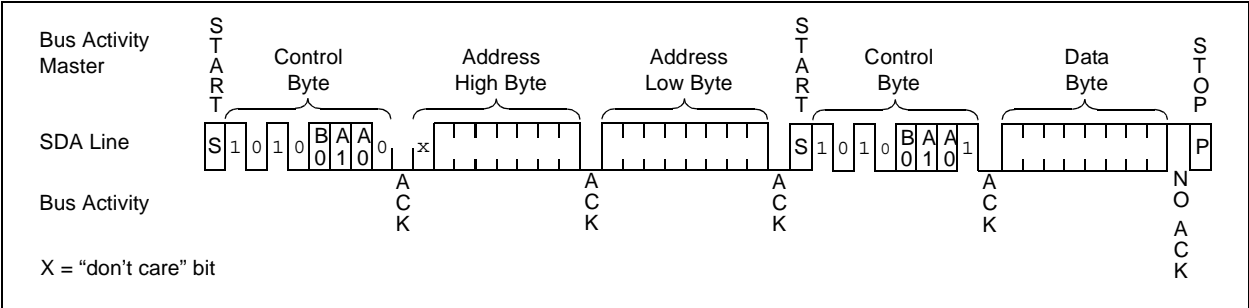 Bus Activity
Master
START
Control
Byte
Address
High Byte
Address
Low Byte
START
Control
Byte
Data
Byte
STOP
SDA Line
S 1 0 1 0 B0 A1 A0 0 x S 1 0 1 0 B0 A1 A0 1 P
Bus Activity
ACK
ACK
ACK
ACK
NO ACK
X = “don’t care” bit